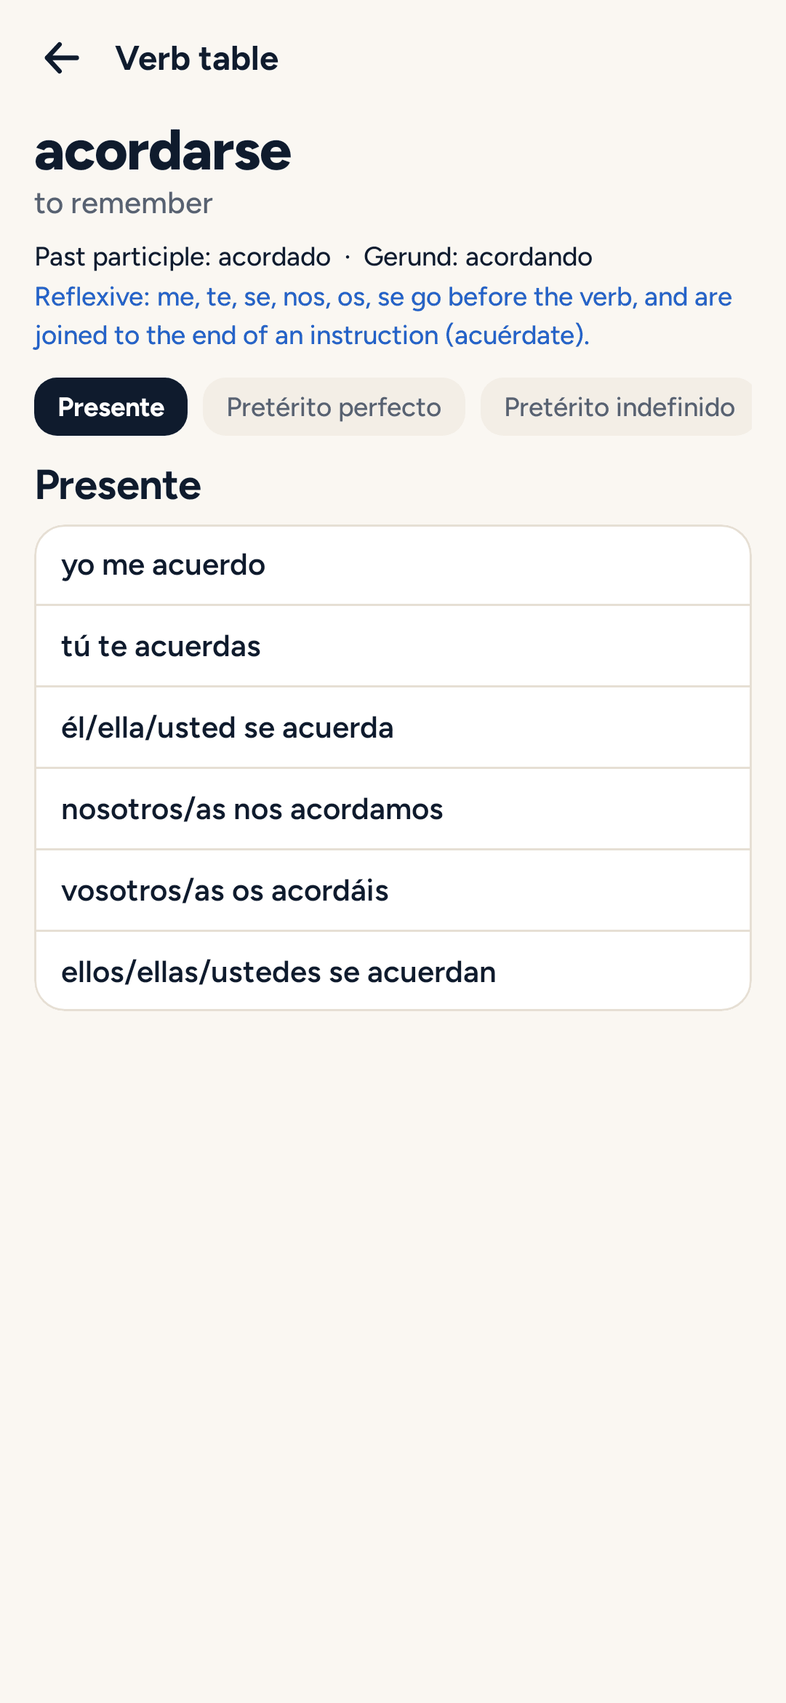 Verb table
acordarse
to remember
Past participle: acordado · Gerund: acordando
Reflexive: me, te, se, nos, os, se go before the verb, and are
joined to the end of an instruction (acuérdate).
Presente Pretérito perfecto Pretérito indefinido
Presente
yo me acuerdo
tú te acuerdas
él/ella/usted se acuerda
nosotros/as nos acordamos
vosotros/as os acordáis
ellos/ellas/ustedes se acuerdan